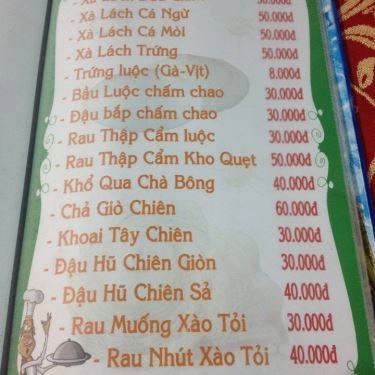 - Xà Lách Cá Ngừ 50.000đ
- Xà Lách Cá Mòi 50.000đ
- Xà Lách Trứng 50.000đ
- Trứng luộc (Gà-Vịt) 8.000đ
- Bầu Luộc chấm chao 30.000đ
- Đậu bắp chấm chao 30.000đ
- Rau Thập Cẩm luộc 30.000đ
- Rau Thập Cẩm Kho Quẹt 50.000đ
- Khổ Qua Chà Bông 40.000đ
- Chả Giò Chiên 60.000đ
- Khoai Tây Chiên 30.000đ
- Đậu Hũ Chiên Giòn 30.000đ
- Đậu Hũ Chiên Sả 40.000đ
- Rau Muống Xào Tỏi 30.000đ
- Rau Nhút Xào Tỏi 40.000đ